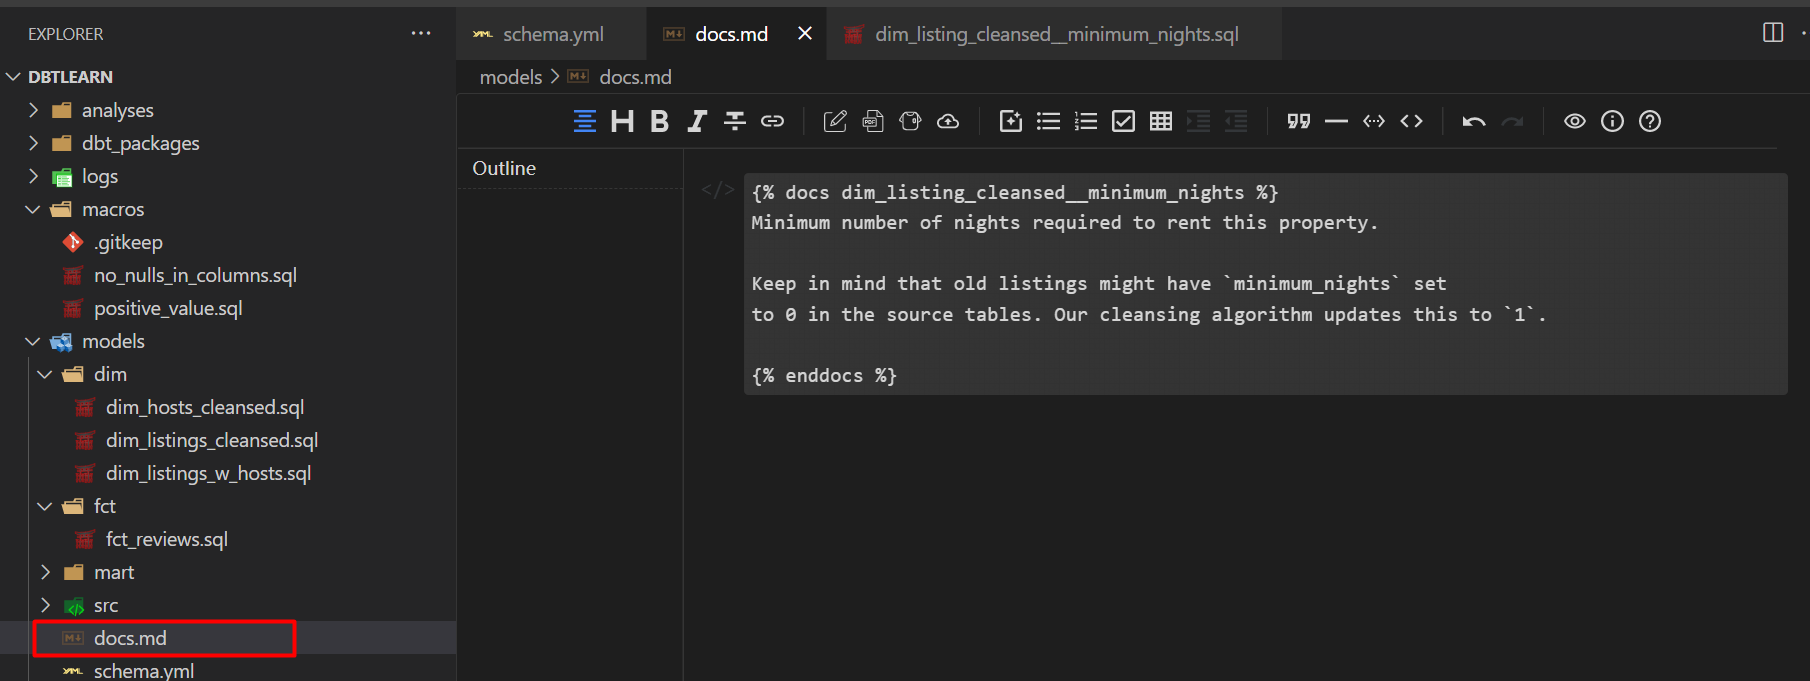 EXPLORER
DBTLEARN
analyses
dbt_packages
logs
macros
.gitkeep
no_nulls_in_columns.sql
positive_value.sql
models
dim
dim_hosts_cleansed.sql
dim_listings_cleansed.sql
dim_listings_w_hosts.sql
fct
fct_reviews.sql
mart
src
docs.md
schema.yml
schema.yml
docs.md
dim_listing_cleansed__minimum_nights.sql
models > docs.md
H B I
Outline
{% docs dim_listing_cleansed__minimum_nights %}
Minimum number of nights required to rent this property.
Keep in mind that old listings might have `minimum_nights` set
to 0 in the source tables. Our cleansing algorithm updates this to `1`.
{% enddocs %}